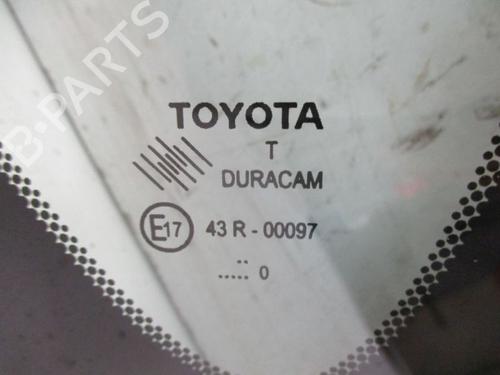 B-PARTS
TOYOTA
T
DURACAM
E17 43 R - 00097
..
..... 0